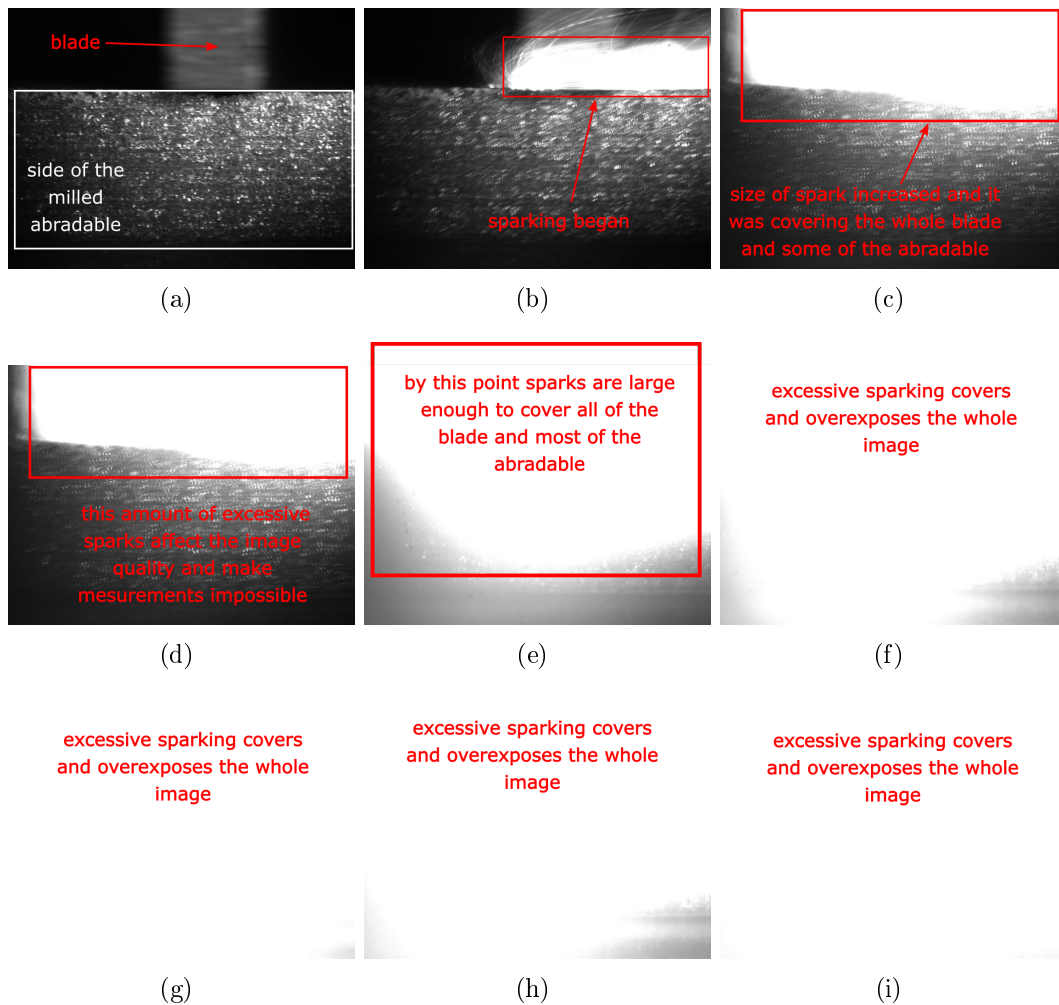 blade
side of the
milled
abradable
(a)
sparking began
(b)
size of spark increased and it
was covering the whole blade
and some of the abradable
(c)
this amount of excessive
sparks affect the image
quality and make
mesurements impossible
(d)
by this point sparks are large
enough to cover all of the
blade and most of the
abradable
(e)
excessive sparking covers
and overexposes the whole
image
(f)
excessive sparking covers
and overexposes the whole
image
(g)
excessive sparking covers
and overexposes the whole
image
(h)
excessive sparking covers
and overexposes the whole
image
(i)